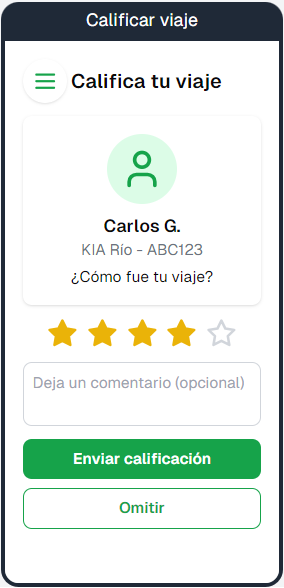 Calificar viaje
Califica tu viaje
Carlos G.
KIA Río - ABC123
¿Cómo fue tu viaje?
Deja un comentario (opcional)
Enviar calificación
Omitir